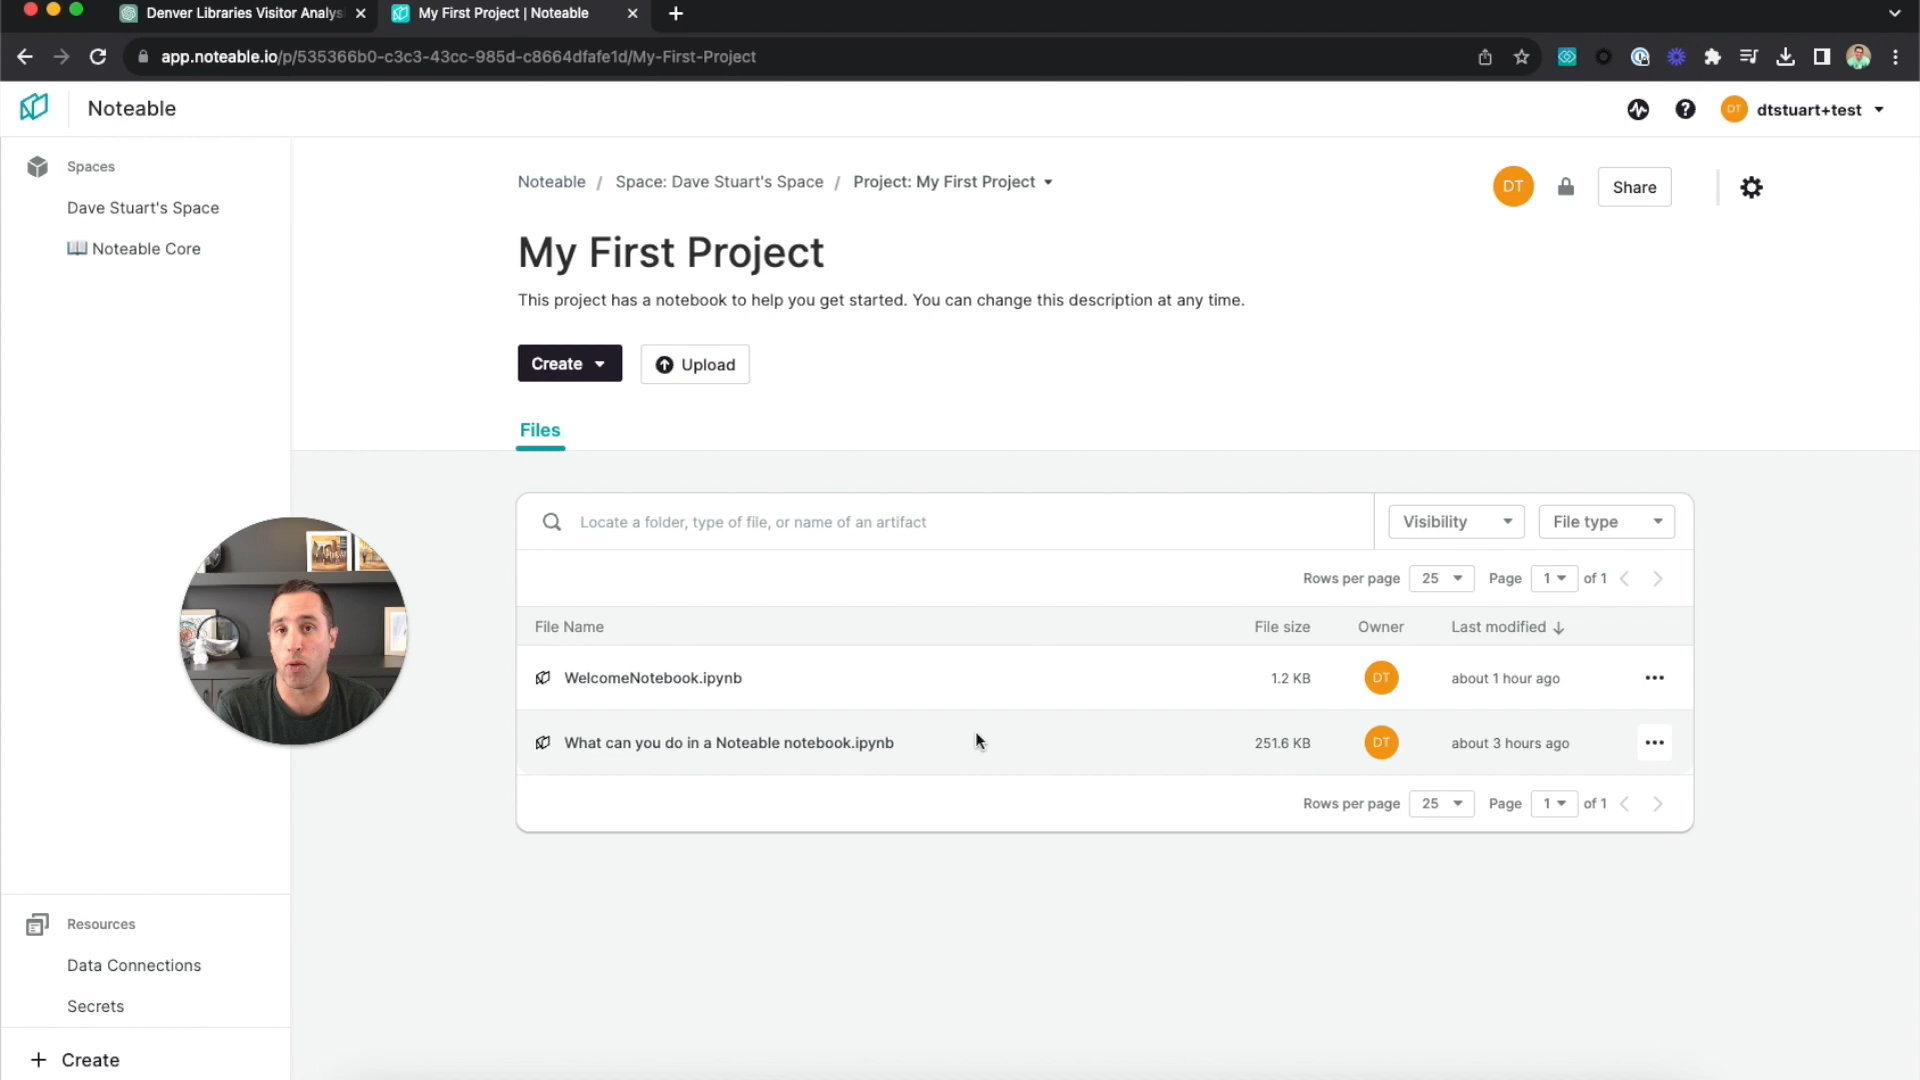 Denver Libraries Visitor Analys
My First Project | Noteable
app.noteable.io/p/535366b0-c3c3-43cc-985d-c8664dfafe1d/My-First-Project
Noteable
DT dtstuart+test
Spaces
Dave Stuart's Space
Noteable Core
Noteable / Space: Dave Stuart's Space / Project: My First Project
DT
Share
My First Project
This project has a notebook to help you get started. You can change this description at any time.
Create
Upload
Files
Locate a folder, type of file, or name of an artifact
Visibility
File type
Rows per page 25 Page 1 of 1
File Name File size Owner Last modified
WelcomeNotebook.ipynb 1.2 KB DT about 1 hour ago
What can you do in a Noteable notebook.ipynb 251.6 KB DT about 3 hours ago
Rows per page 25 Page 1 of 1
Resources
Data Connections
Secrets
+ Create